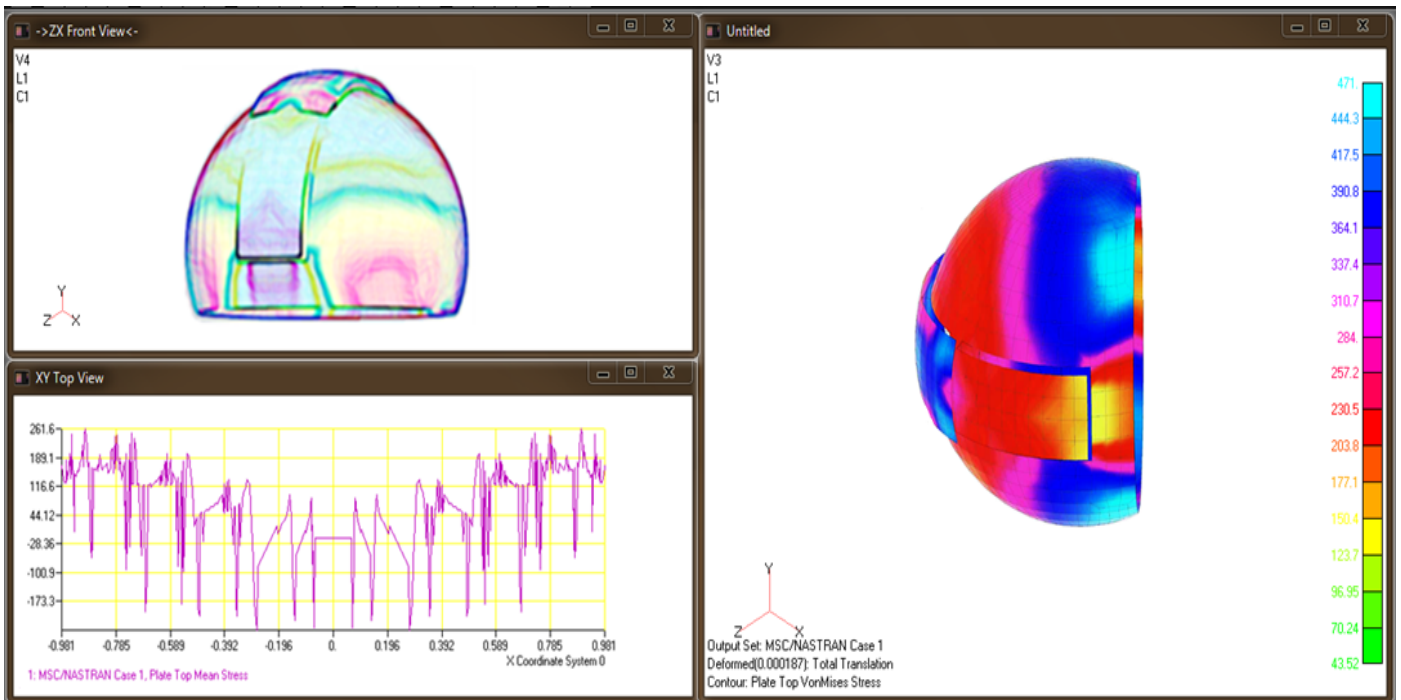 ->ZX Front View<-
V4
L1
C1
Y
Z
X
XY Top View
261.6
189.1
116.6
44.12
-28.36
-100.9
-173.3
-0.981 -0.785 -0.589 -0.392 -0.196 0. 0.196 0.392 0.589 0.785 0.981
X Coordinate System 0
1: MSC/NASTRAN Case 1, Plate Top Mean Stress
Untitled
V3
L1
C1
471.
444.3
417.5
390.8
364.1
337.4
310.7
284.
257.2
230.5
203.8
177.1
150.4
123.7
96.95
70.24
43.52
Y
Z
X
Output Set: MSC/NASTRAN Case 1
Deformed(0.000187): Total Translation
Contour: Plate Top VonMises Stress